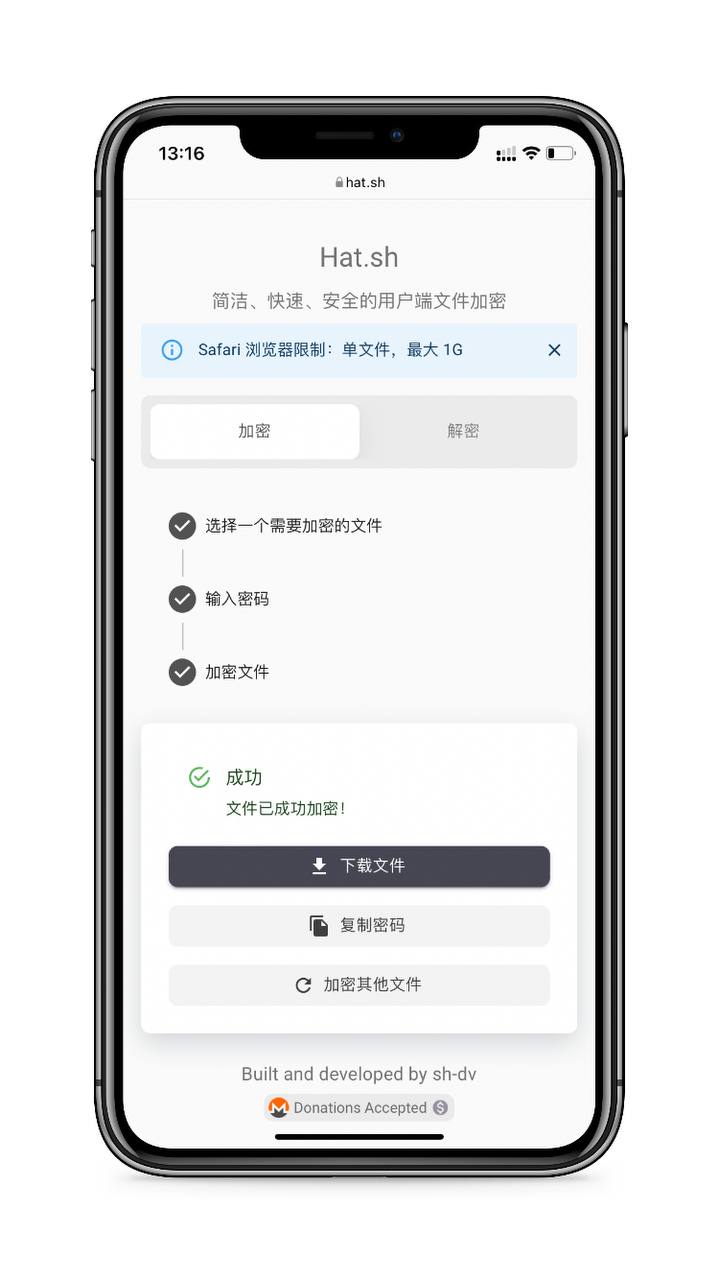 13:16
hat.sh
Hat.sh
简洁、快速、安全的用户端文件加密
Safari 浏览器限制：单文件，最大 1G
加密
解密
选择一个需要加密的文件
输入密码
加密文件
成功
文件已成功加密！
下载文件
复制密码
加密其他文件
Built and developed by sh-dv
Donations Accepted